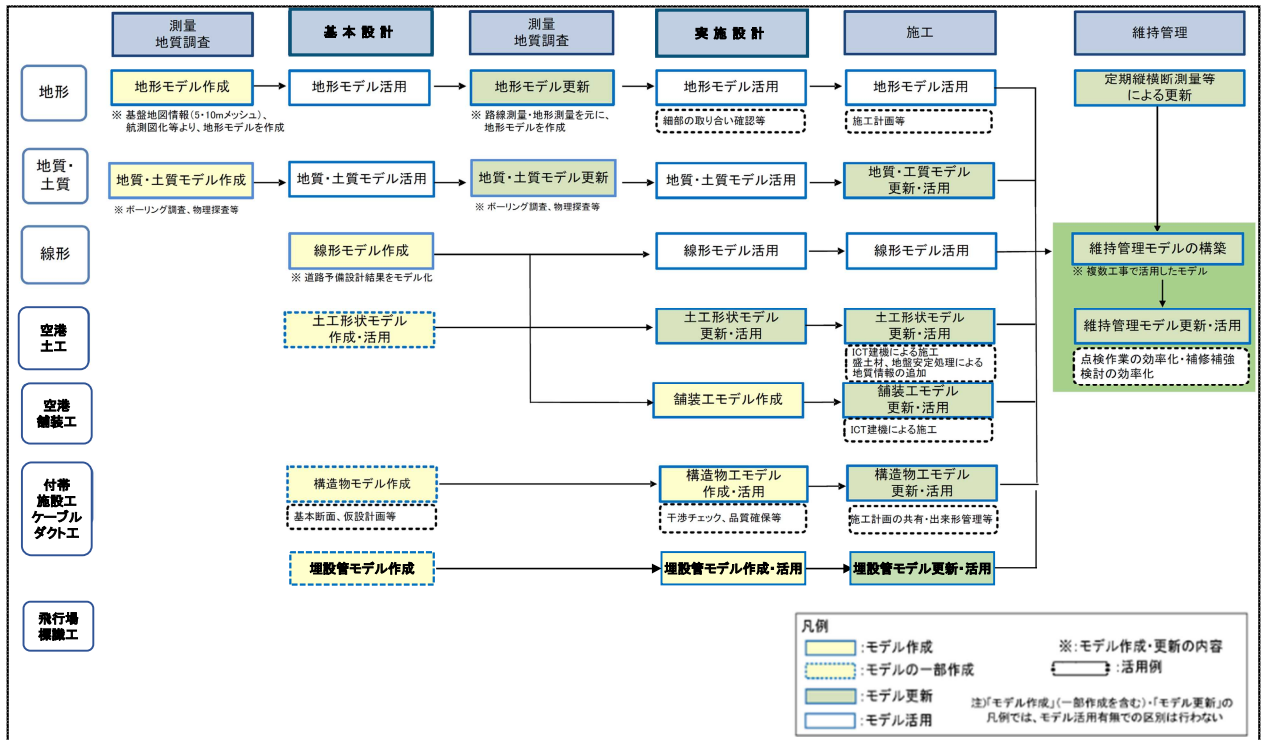 測量
地質調査
基本設計
測量
地質調査
実施設計
施工
維持管理
地形
地形モデル作成
地形モデル活用
地形モデル更新
地形モデル活用
地形モデル活用
定期縦横断測量等
による更新
※ 基盤地図情報(5・10mメッシュ)、
航測図化等より、地形モデルを作成
※ 路線測量・地形測量を元に、
地形モデルを作成
細部の取り合い確認等
施工計画等
地質・
土質
地質・土質モデル作成
地質・土質モデル活用
地質・土質モデル更新
地質・土質モデル活用
地質・工質モデル
更新・活用
※ ボーリング調査、物理探査等
※ ボーリング調査、物理探査等
線形
線形モデル作成
線形モデル活用
線形モデル活用
維持管理モデルの構築
※ 道路予備設計結果をモデル化
※ 複数工事で活用したモデル
空港
土工
土工形状モデル
作成・活用
土工形状モデル
更新・活用
土工形状モデル
更新・活用
維持管理モデル更新・活用
ICT建機による施工
盛土材、地盤安定処理による
地質情報の追加
点検作業の効率化・補修補強
検討の効率化
空港
舗装工
舗装工モデル作成
舗装工モデル
更新・活用
ICT建機による施工
付帯
施設工
ケーブル
ダクト工
構造物モデル作成
構造物工モデル
作成・活用
構造物工モデル
更新・活用
基本断面、仮設計画等
干渉チェック、品質確保等
施工計画の共有・出来形管理等
埋設管モデル作成
埋設管モデル作成・活用
埋設管モデル更新・活用
飛行場
標識工
凡例
:モデル作成
※:モデル作成・更新の内容
:モデルの一部作成
:活用例
:モデル更新
:モデル活用
注)「モデル作成」(一部作成を含む)・「モデル更新」の
凡例では、モデル活用有無での区別は行わない